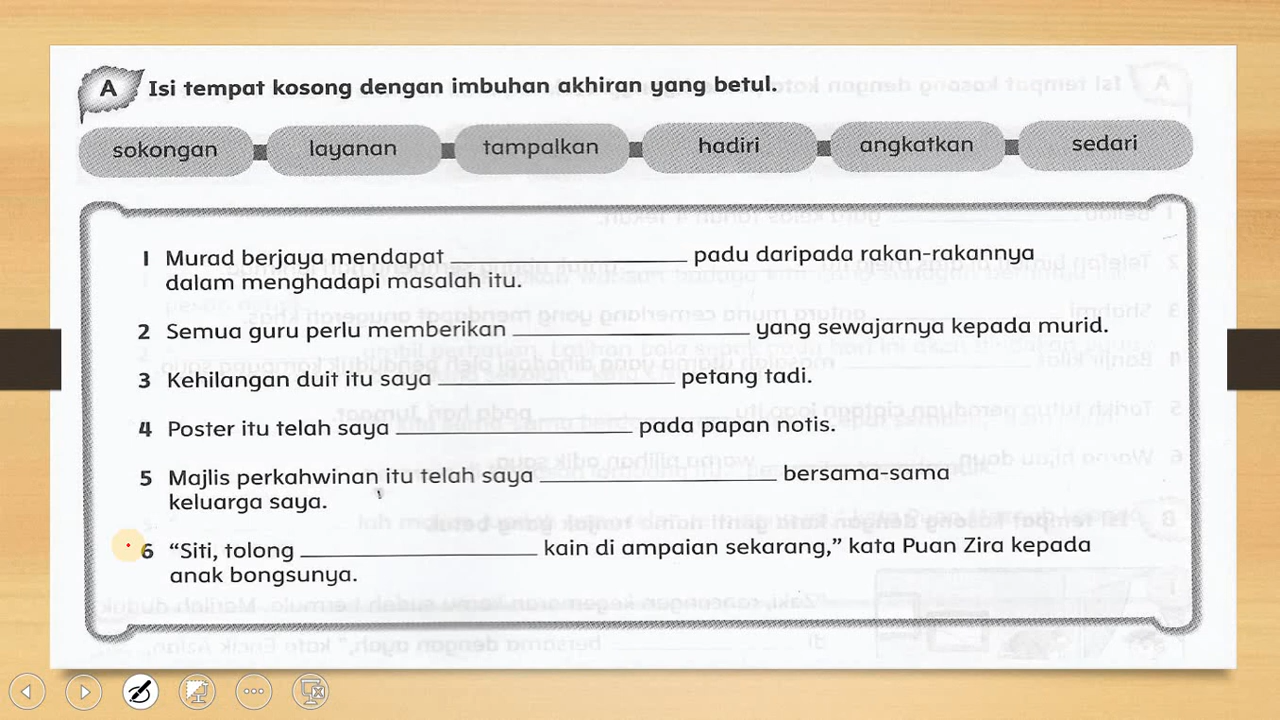 A Isi tempat kosong dengan imbuhan akhiran yang betul.
sokongan layanan tampalkan hadiri angkatkan sedari
1 Murad berjaya mendapat ____________ padu daripada rakan-rakannya
dalam menghadapi masalah itu.
2 Semua guru perlu memberikan ____________ yang sewajarnya kepada murid.
3 Kehilangan duit itu saya ____________ petang tadi.
4 Poster itu telah saya ____________ pada papan notis.
5 Majlis perkahwinan itu telah saya ____________ bersama-sama
keluarga saya.
6 “Siti, tolong ____________ kain di ampaian sekarang,” kata Puan Zira kepada
anak bongsunya.